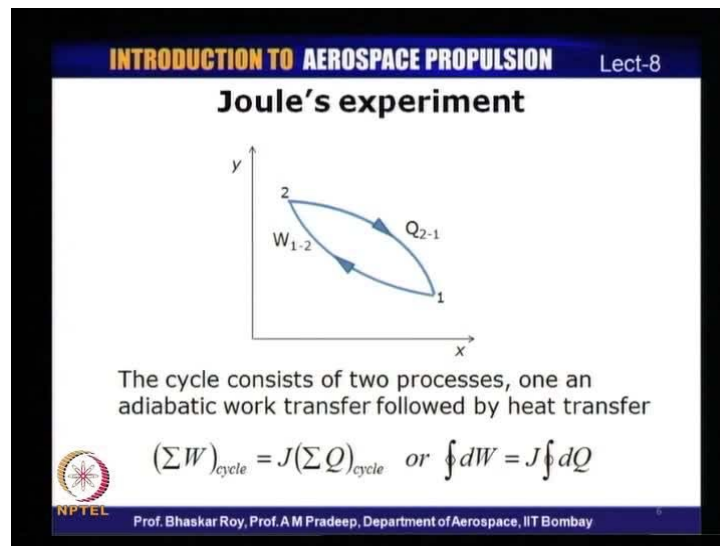 INTRODUCTION TO AEROSPACE PROPULSION Lect-8
Joule's experiment
y
2
Q2-1
W1-2
1
x
The cycle consists of two processes, one an
adiabatic work transfer followed by heat transfer
(ΣW)cycle = J(ΣQ)cycle or ∮dW = J∮dQ
NPTEL
6
Prof. Bhaskar Roy, Prof. A M Pradeep, Department of Aerospace, IIT Bombay